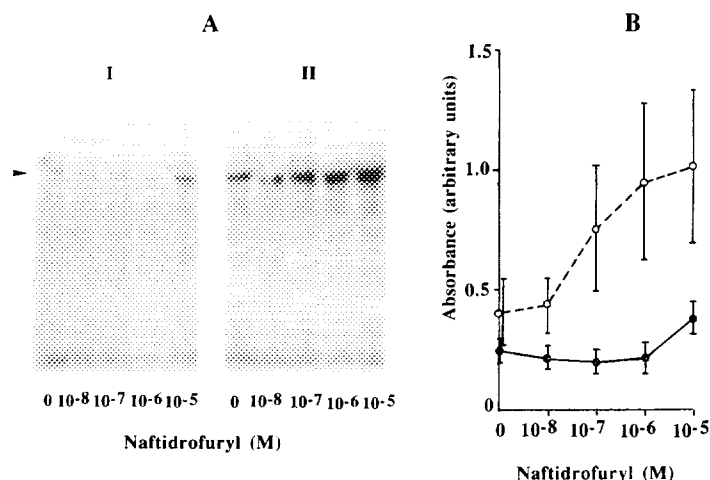 A
I
II
0 10-8 10-7 10-6 10-5
0 10-8 10-7 10-6 10-5
Naftidrofuryl (M)
B
Absorbance (arbitrary units)
1.5
1.0
0.5
0
0 10-8 10-7 10-6 10-5
Naftidrofuryl (M)